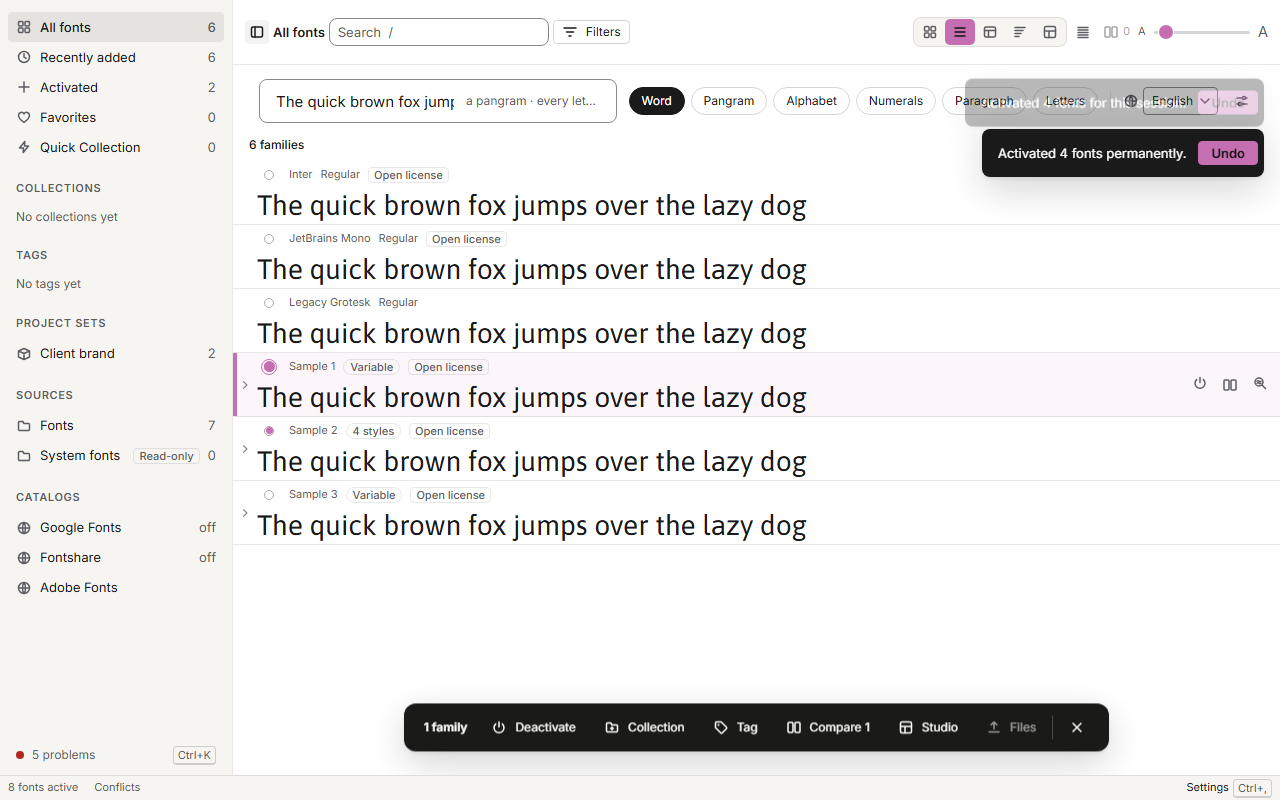 All fonts 6
Recently added 6
Activated 2
Favorites 0
Quick Collection 0
COLLECTIONS
No collections yet
TAGS
No tags yet
PROJECT SETS
Client brand 2
SOURCES
Fonts 7
System fonts Read-only 0
CATALOGS
Google Fonts off
Fontshare off
Adobe Fonts
5 problems Ctrl+K
8 fonts active Conflicts
All fonts Search / Filters
0 A A
The quick brown fox jump a pangram · every let... Word Pangram Alphabet Numerals Paragraph Letters English
Activated 4 fonts for this session. Undo
Activated 4 fonts permanently. Undo
6 families
Inter Regular Open license
The quick brown fox jumps over the lazy dog
JetBrains Mono Regular Open license
The quick brown fox jumps over the lazy dog
Legacy Grotesk Regular
The quick brown fox jumps over the lazy dog
Sample 1 Variable Open license
The quick brown fox jumps over the lazy dog
Sample 2 4 styles Open license
The quick brown fox jumps over the lazy dog
Sample 3 Variable Open license
The quick brown fox jumps over the lazy dog
1 family Deactivate Collection Tag Compare 1 Studio Files
Settings Ctrl+,